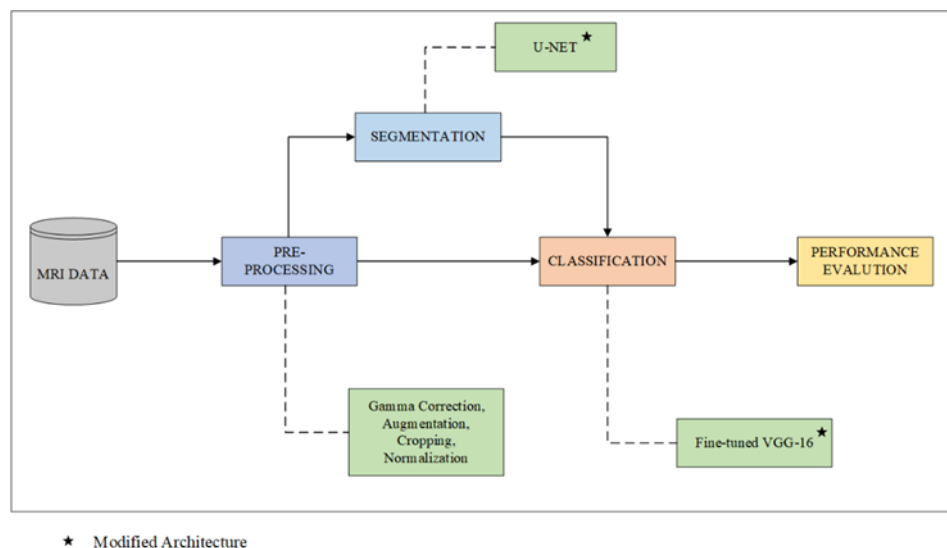 U-NET ★
SEGMENTATION
MRI DATA
PRE-
PROCESSING
CLASSIFICATION
PERFORMANCE
EVALUTION
Gamma Correction,
Augmentation,
Cropping,
Normalization
Fine-tuned VGG-16 ★
★ Modified Architecture